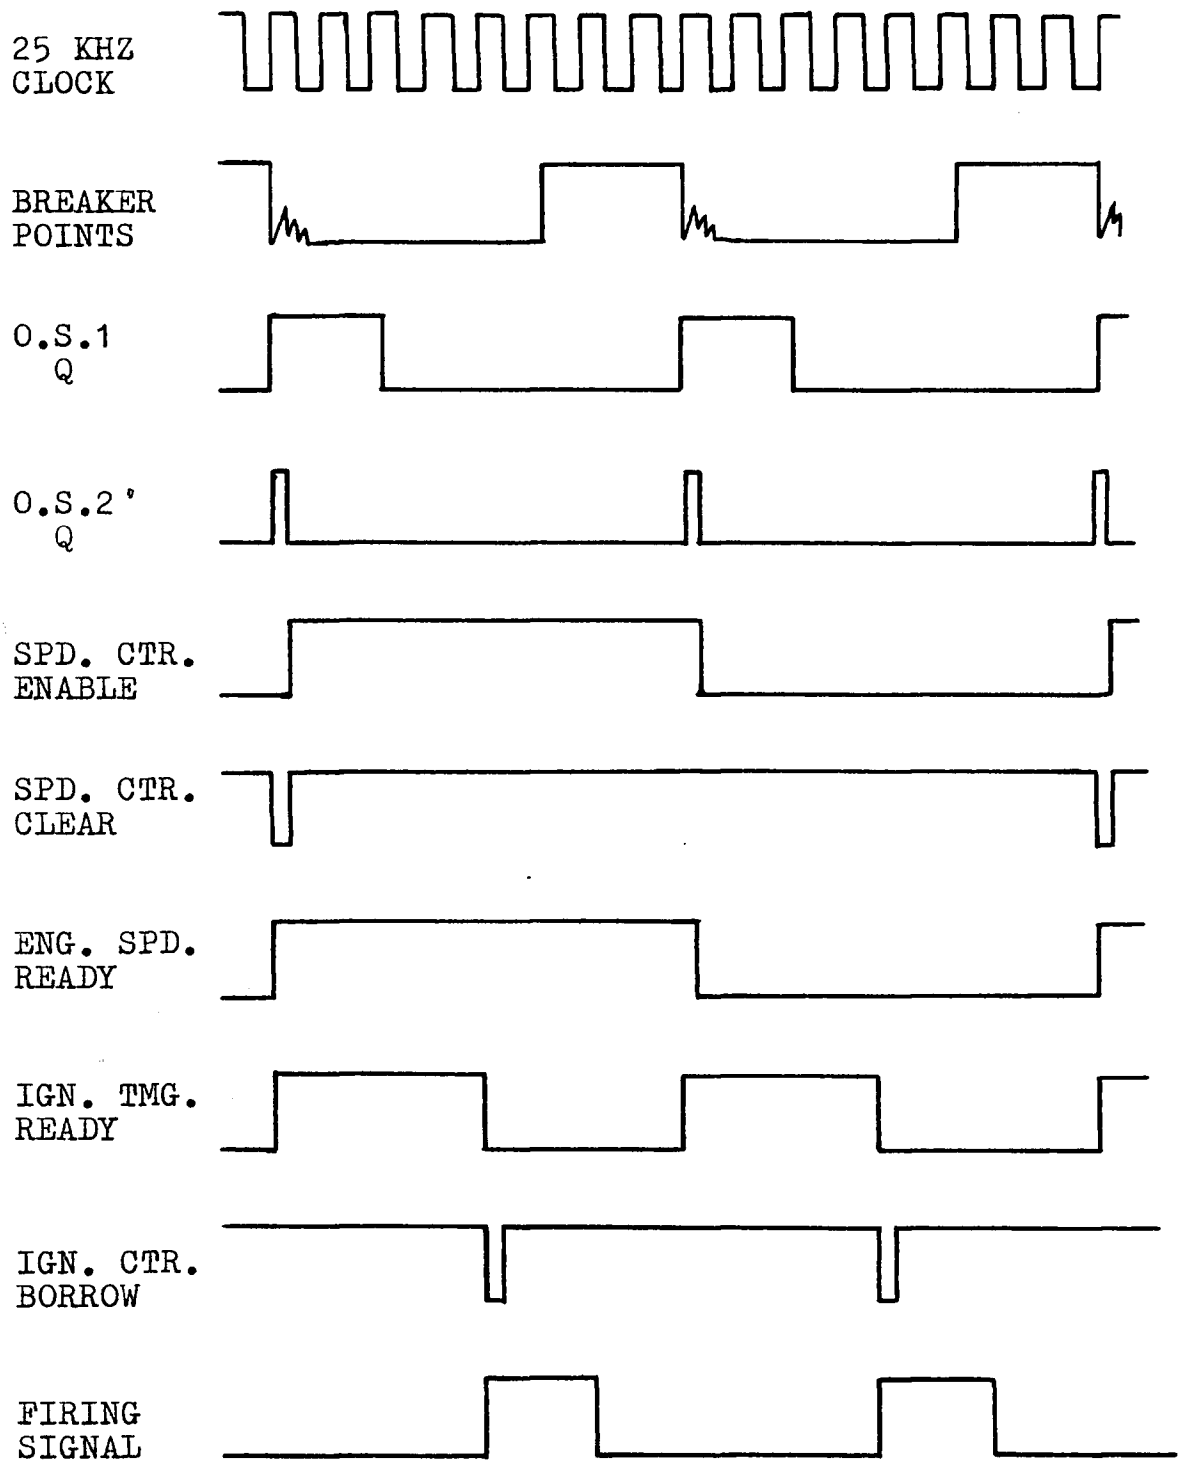 25 KHZ
CLOCK
BREAKER
POINTS
O.S.1
Q
O.S.2
Q
SPD. CTR.
ENABLE
SPD. CTR.
CLEAR
ENG. SPD.
READY
IGN. TMG.
READY
IGN. CTR.
BORROW
FIRING
SIGNAL